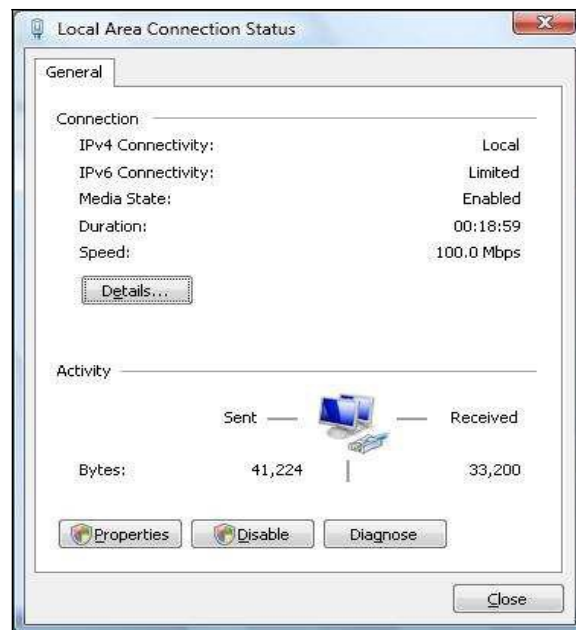 Local Area Connection Status
General
Connection
IPv4 Connectivity: Local
IPv6 Connectivity: Limited
Media State: Enabled
Duration: 00:18:59
Speed: 100.0 Mbps
Details...
Activity
Sent Received
Bytes: 41,224 33,200
Properties Disable Diagnose
Close